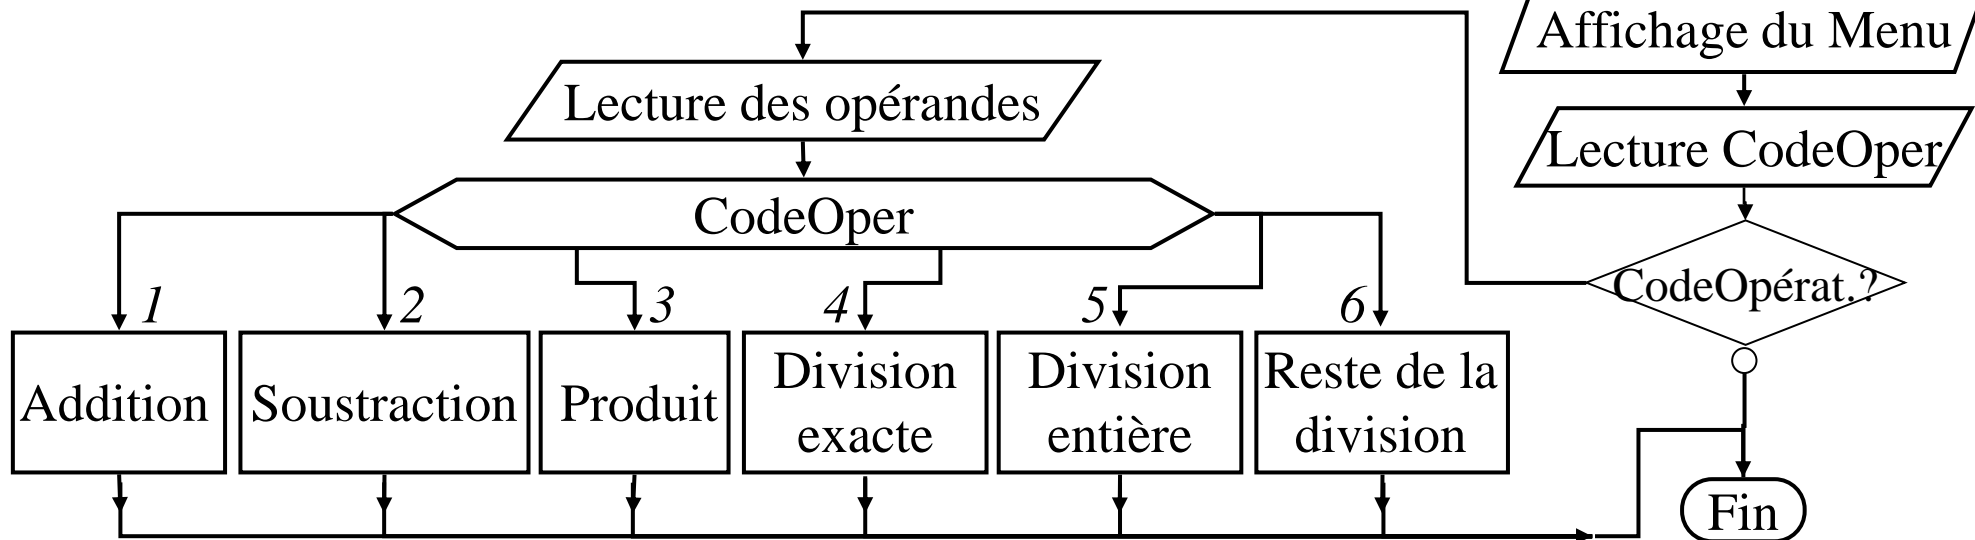 Affichage du Menu
Lecture des opérandes
Lecture CodeOper
CodeOper
CodeOpérat.?
1
2
3
4
5
6
Addition
Soustraction
Produit
Division
exacte
Division
entière
Reste de la
division
Fin